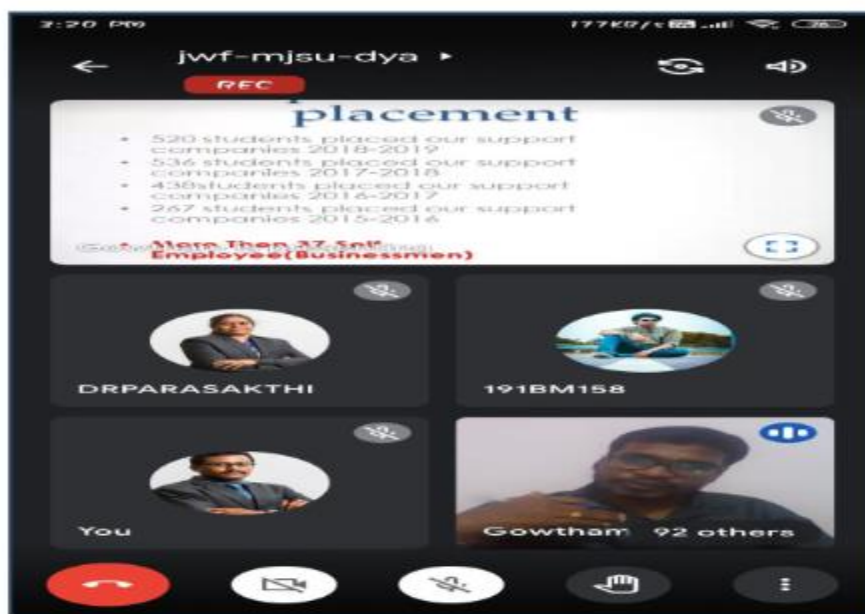 3:20 PM 177KB/s
jwf-mjsu-dya
REC
placement
• 520 students placed our support
companies 2018-2019
• 536 students placed our support
companies 2017-2018
• 438students placed our support
companies 2016-2017
• 267 students placed our support
companies 2015-2016
• More Than 37 Self
Employee(Businessmen)
DRPARASAKTHI
191BM158
You
Gowtham 92 others